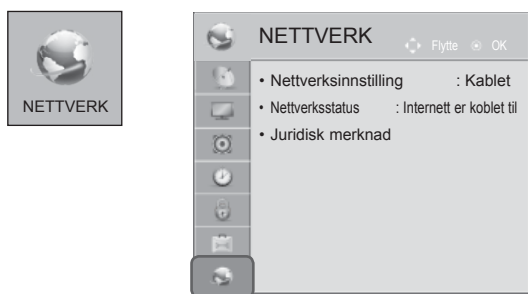 NETTVERK
NETTVERK
Flytte OK
• Nettverksinnstilling : Kablet
• Nettverksstatus : Internett er koblet til
• Juridisk merknad